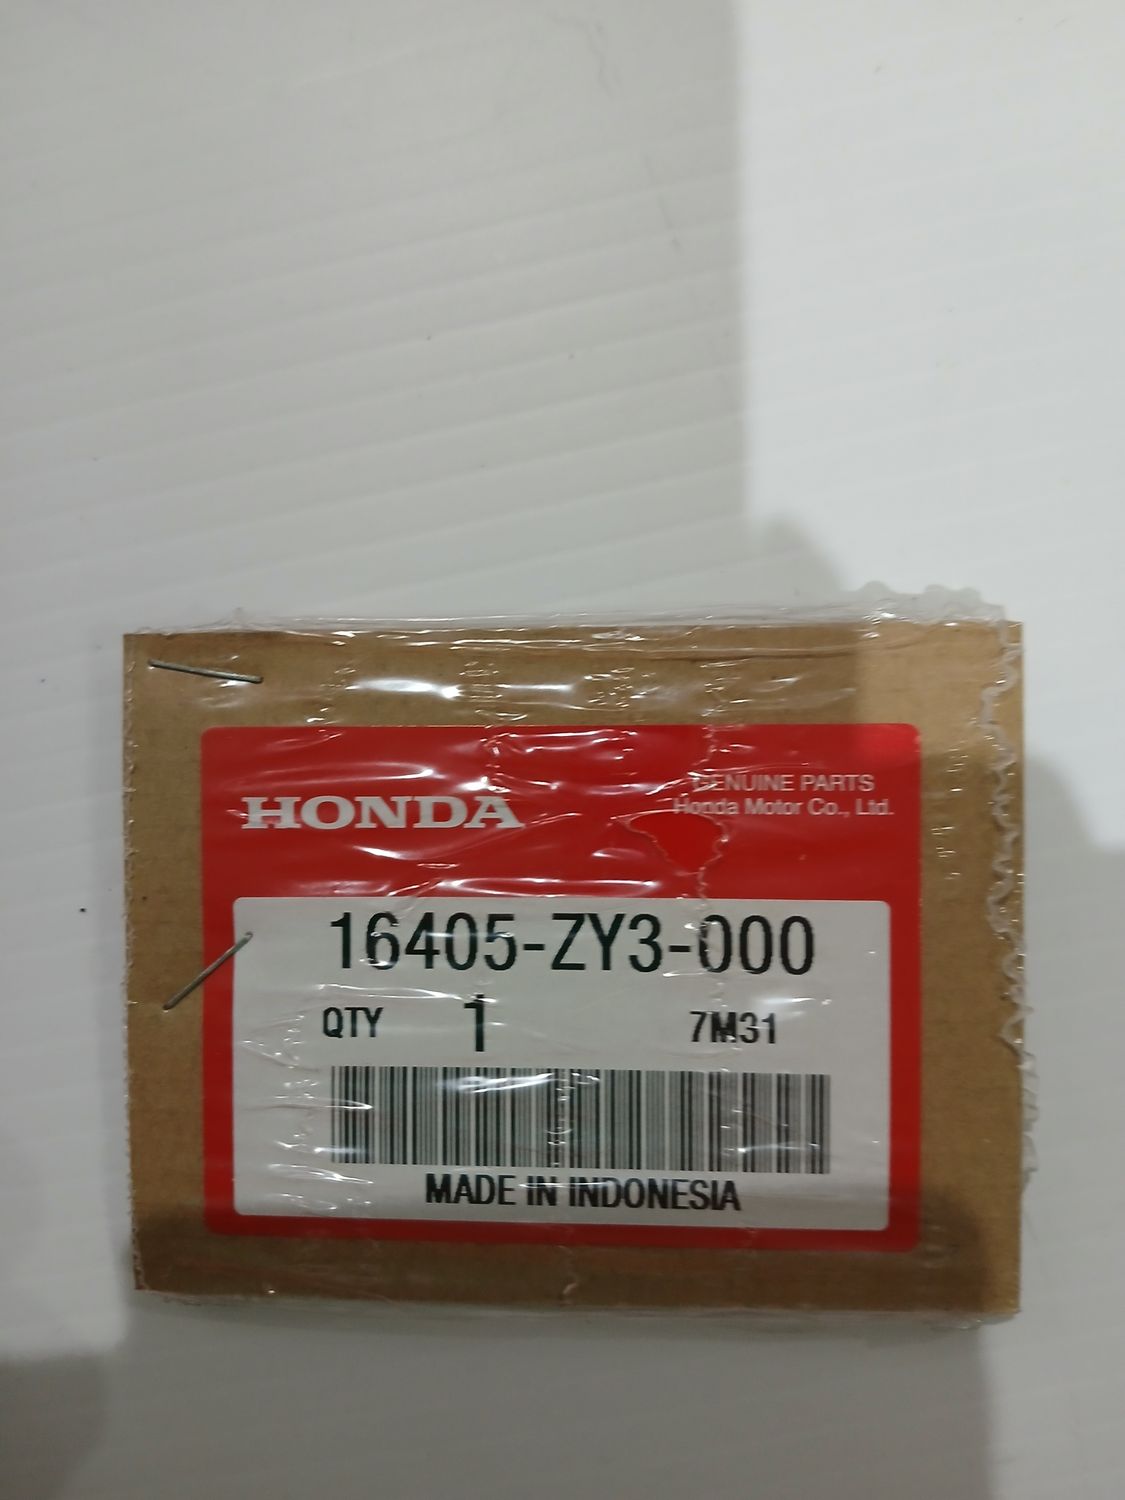 HONDA
GENUINE PARTS
Honda Motor Co., Ltd.
16405-ZY3-000
QTY 1 7M31
MADE IN INDONESIA